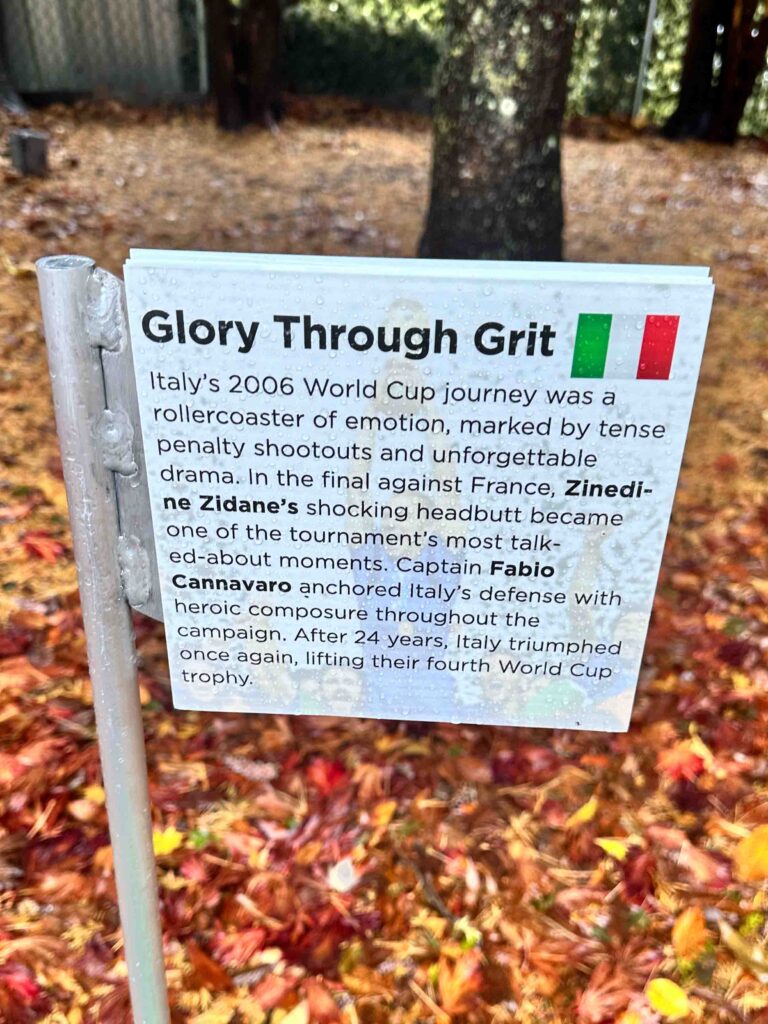 Glory Through Grit
Italy's 2006 World Cup journey was a
rollercoaster of emotion, marked by tense
penalty shootouts and unforgettable
drama. In the final against France, Zinedi-
ne Zidane's shocking headbutt became
one of the tournament's most talk-
ed-about moments. Captain Fabio
Cannavaro anchored Italy's defense with
heroic composure throughout the
campaign. After 24 years, Italy triumphed
once again, lifting their fourth World Cup
trophy.